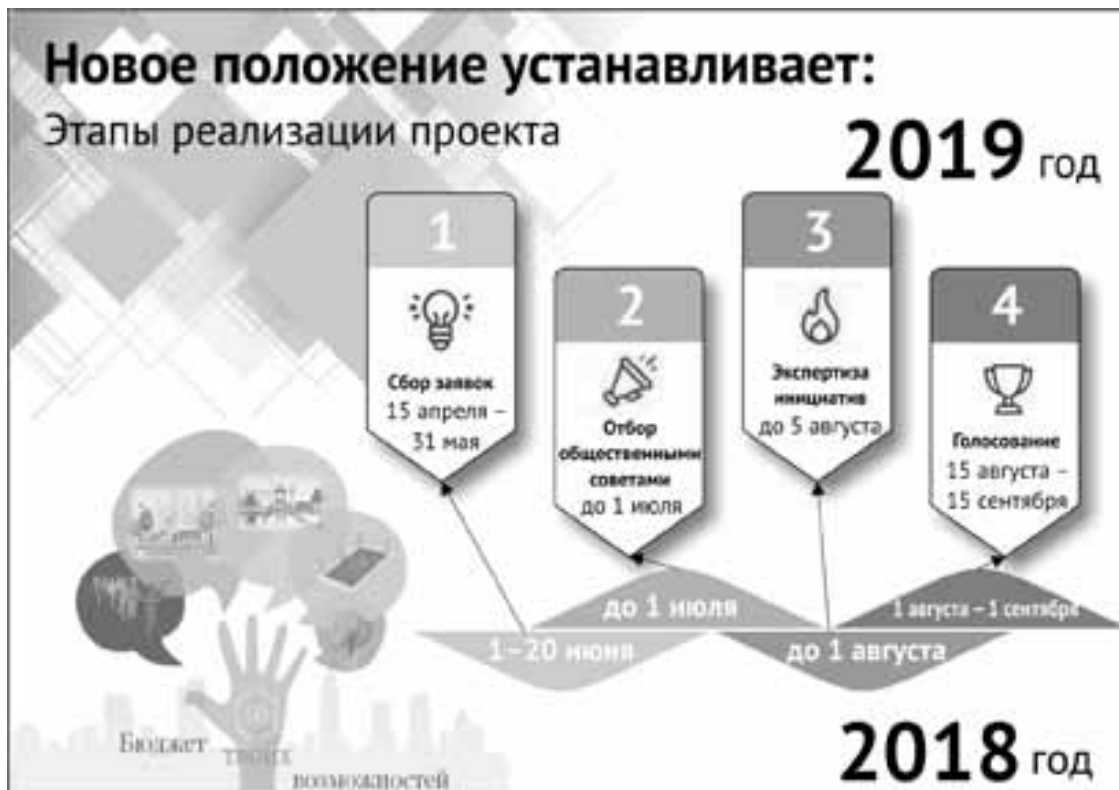 Новое положение устанавливает:
Этапы реализации проекта
2019 год
1
Сбор заявок
15 апреля –
31 мая
2
Отбор
общественными
советами
до 1 июля
3
Экспертиза
инициатив
до 5 августа
4
Голосование
15 августа –
15 сентября
до 1 июля
1 августа – 1 сентября
1–20 июня
до 1 августа
2018 год
Бюджет
твоих
возможностей